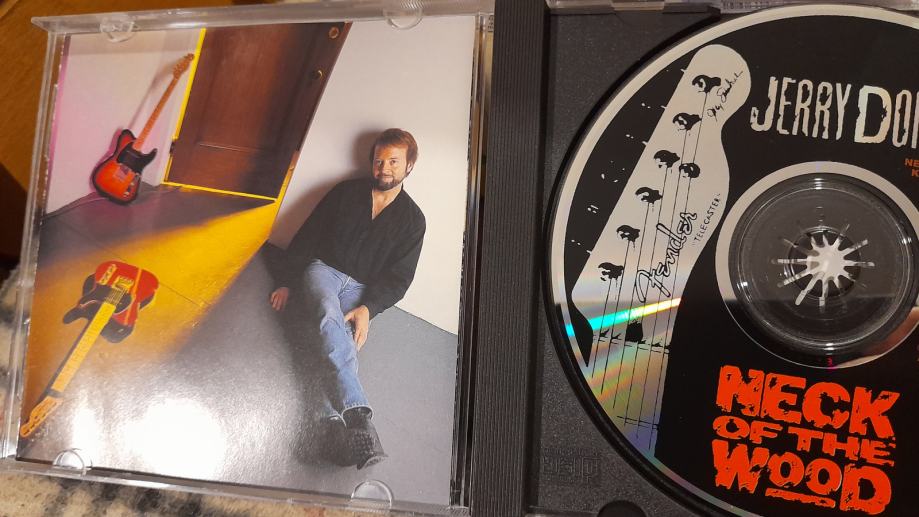 JERRY DO
Fender
TELECASTER
NECK
OF THE
WOOD